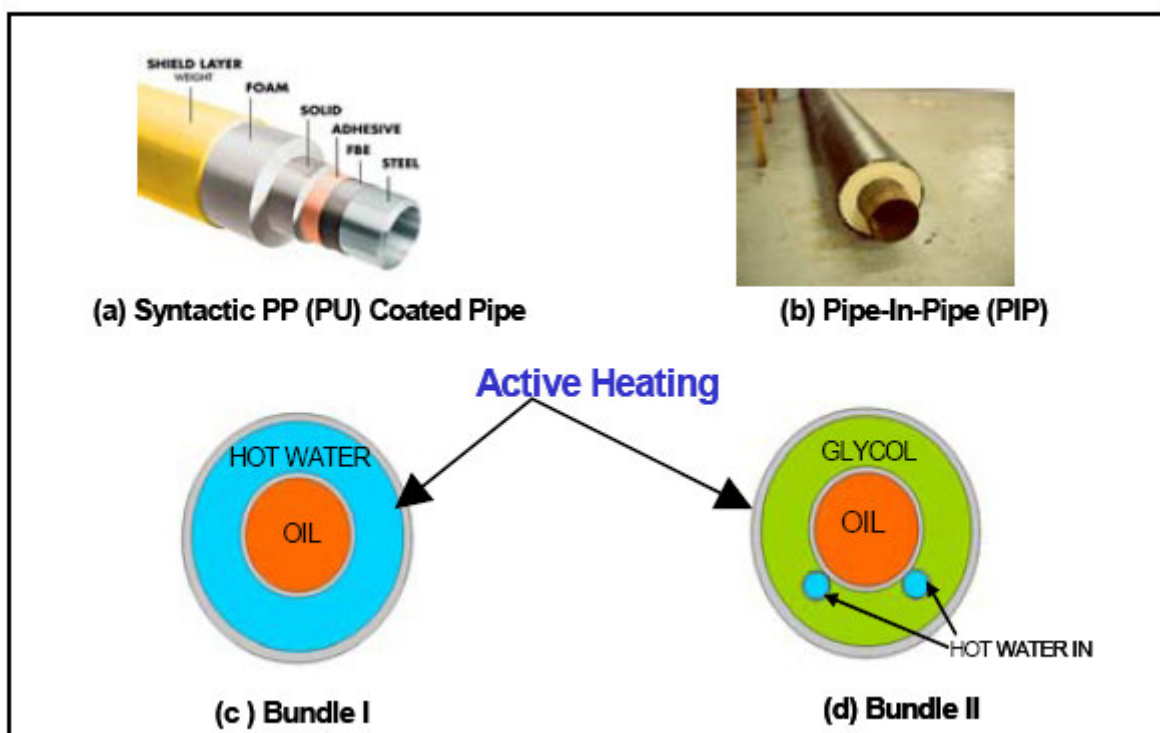 SHIELD LAYER
WEIGHT
FOAM
SOLID
ADHESIVE
FBE
STEEL
(a) Syntactic PP (PU) Coated Pipe
(b) Pipe-In-Pipe (PIP)
Active Heating
HOT WATER
OIL
GLYCOL
OIL
HOT WATER IN
(c ) Bundle I
(d) Bundle II